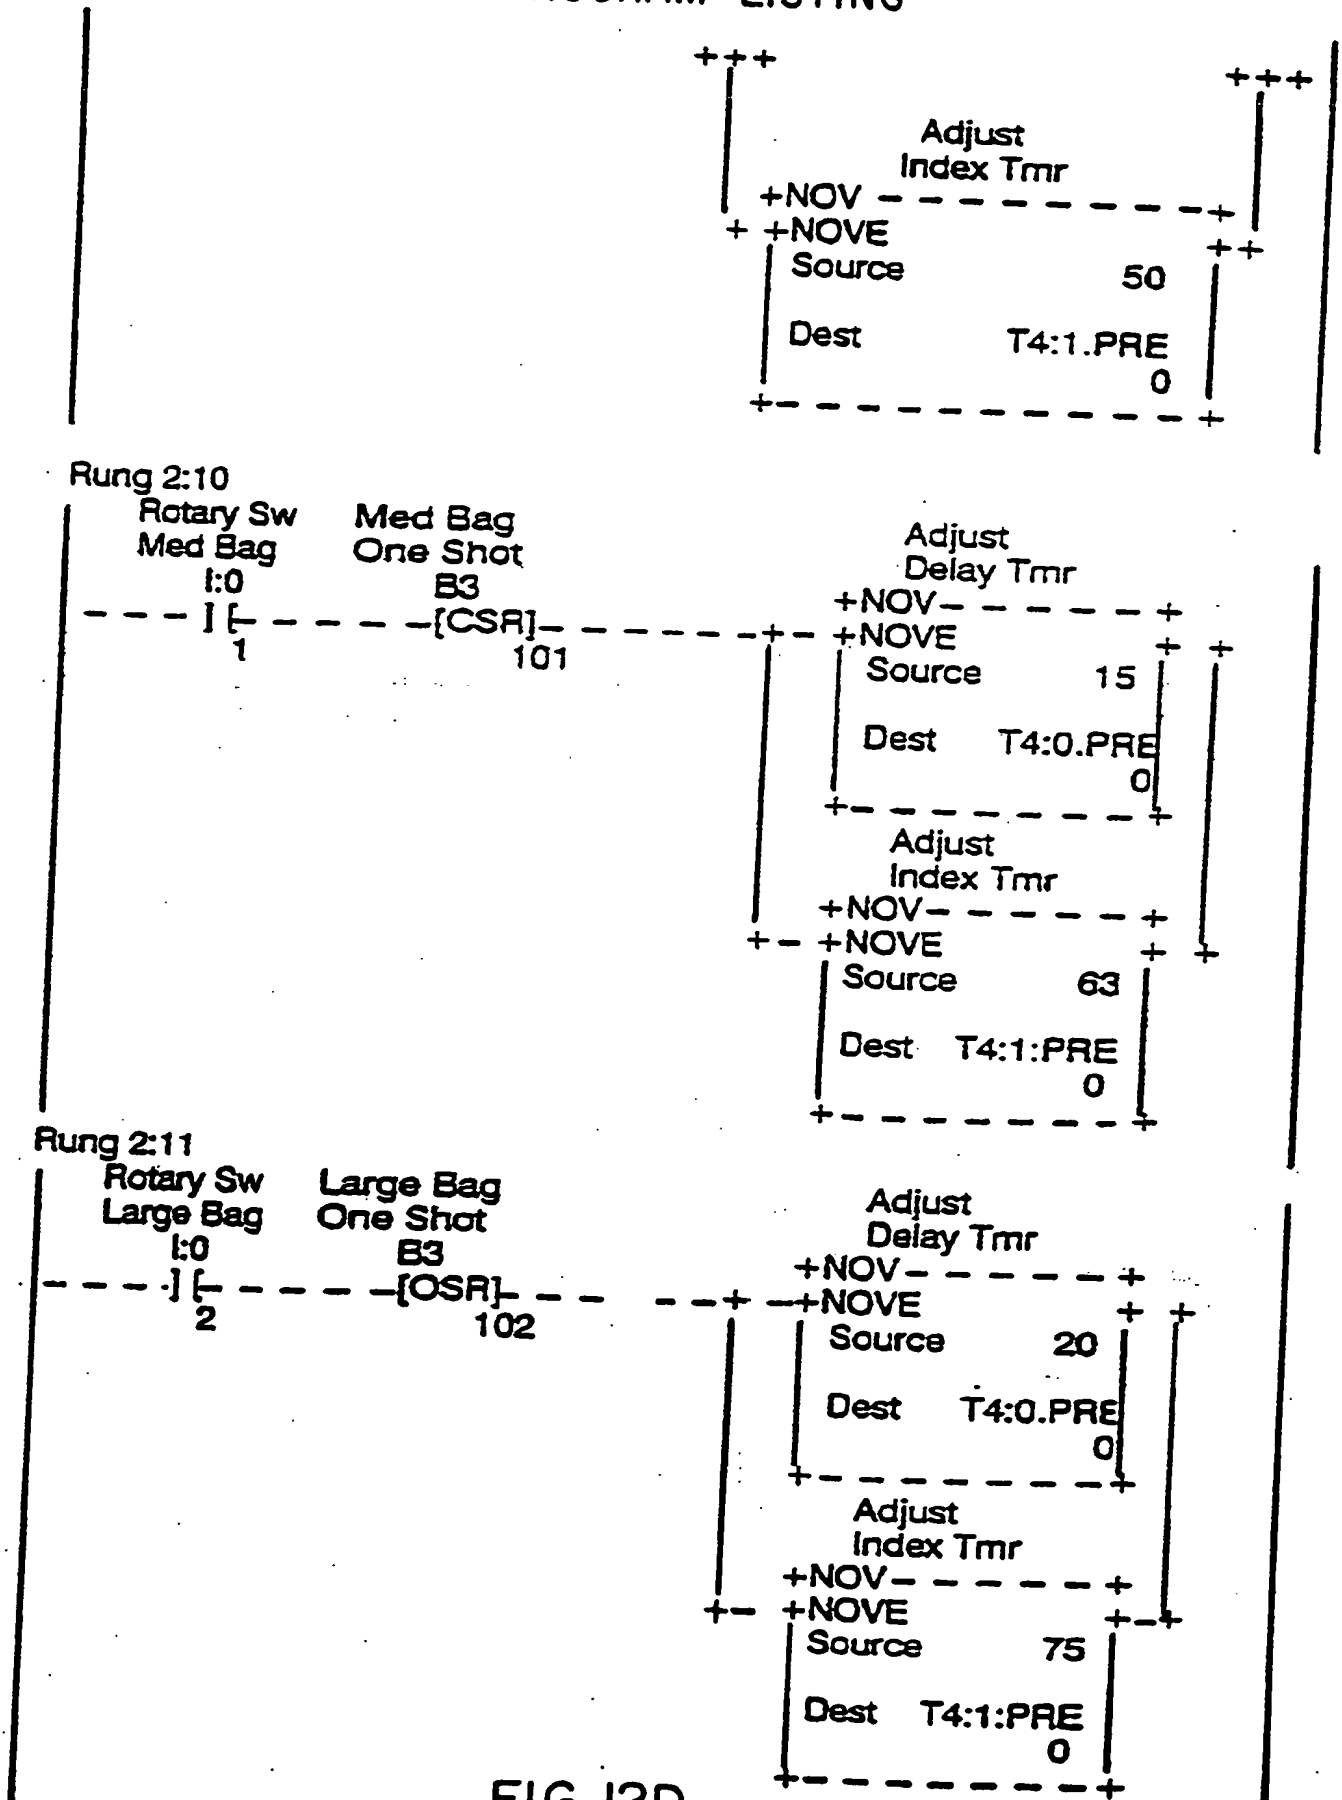 LISTING
+++ +++
Adjust
Index Tmr
+NOV - - - - - - - -+
+ +NOVE ++
Source 50
Dest T4:1.PRE
0
+- - - - - - - - - - +
Rung 2:10
Rotary Sw Med Bag
Med Bag One Shot
I:0 B3
Adjust
Delay Tmr
+NOV- - - - - - +
- - - ] [- - - - -[CSR]- - - - - -+- - +NOVE + +
1 101
Source 15
Dest T4:0.PRE
0
+- - - - - - - +
Adjust
Index Tmr
+NOV- - - - - - +
+- +NOVE + +
Source 63
Dest T4:1:PRE
0
+- - - - - - - +
Rung 2:11
Rotary Sw Large Bag
Large Bag One Shot
I:0 B3
Adjust
Delay Tmr
+NOV- - - - - - +
- - - -] [- - - - -[OSR]- - - - -+ -+NOVE + +
2 102
Source 20
Dest T4:0.PRE
0
+- - - - - - - +
Adjust
Index Tmr
+NOV- - - - - - +
+- +NOVE +-+
Source 75
Dest T4:1:PRE
0
+- - - - - - - +
FIG. 12D